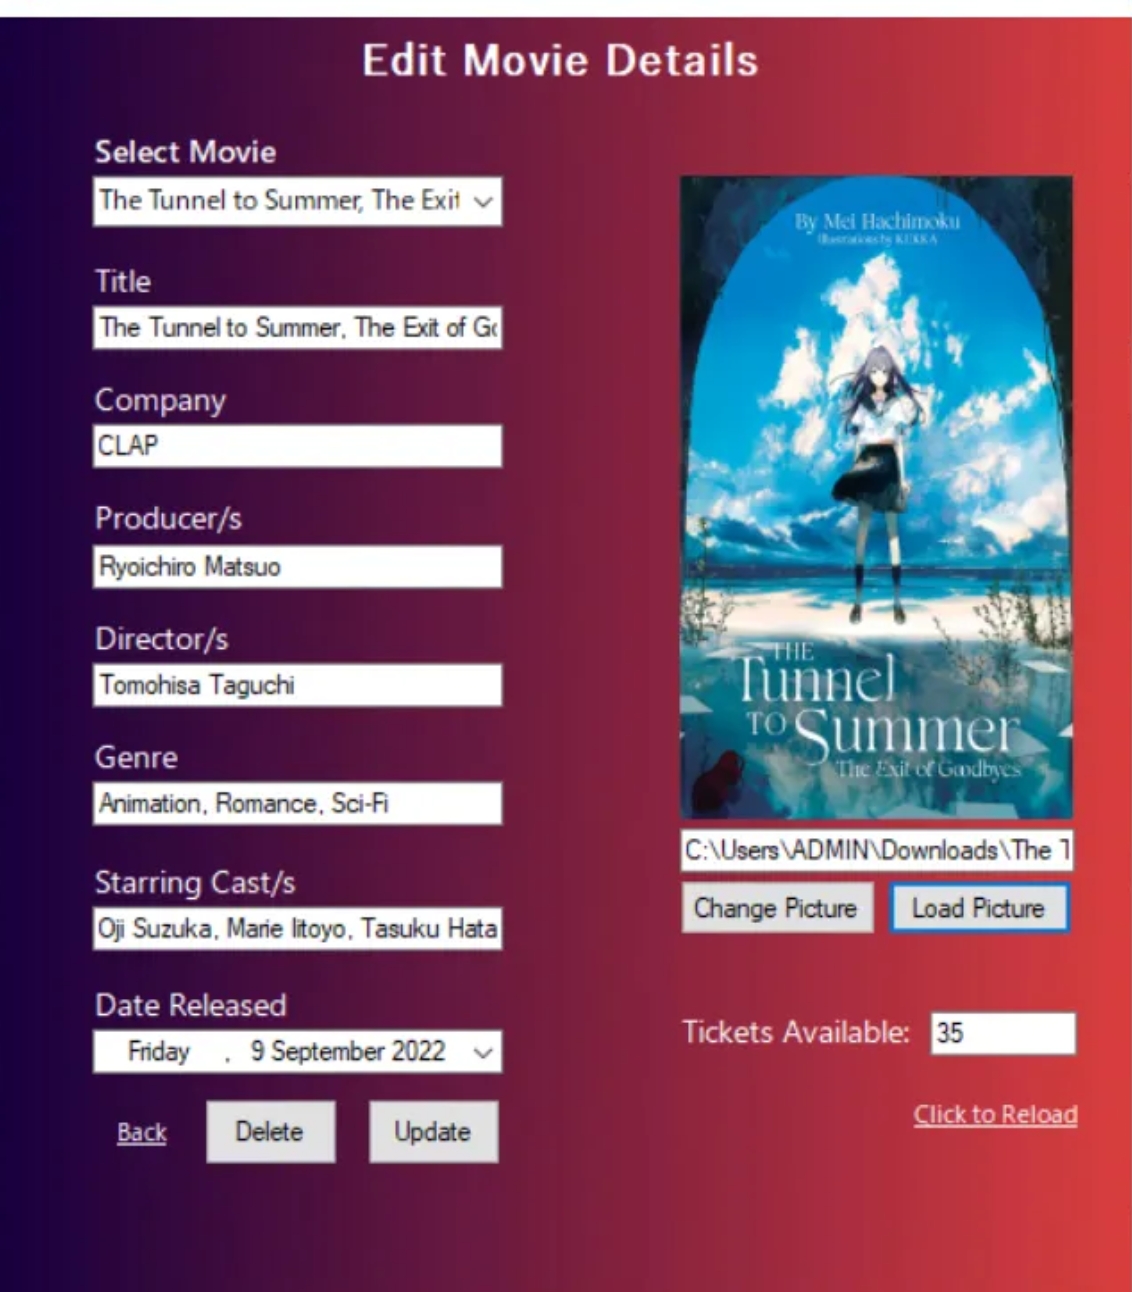 Edit Movie Details
Select Movie
The Tunnel to Summer, The Exit
Title
The Tunnel to Summer, The Exit of Go
Company
CLAP
Producer/s
Ryoichiro Matsuo
Director/s
Tomohisa Taguchi
Genre
Animation, Romance, Sci-Fi
Starring Cast/s
Oji Suzuka, Marie Iitoyo, Tasuku Hata
Date Released
Friday , 9 September 2022
Back
Delete
Update
By Mei Hachimoku
Illustrations by KUKKA
THE
Tunnel
TO Summer
The Exit of Goodbyes
C:\Users\ADMIN\Downloads\The T
Change Picture
Load Picture
Tickets Available:
35
Click to Reload